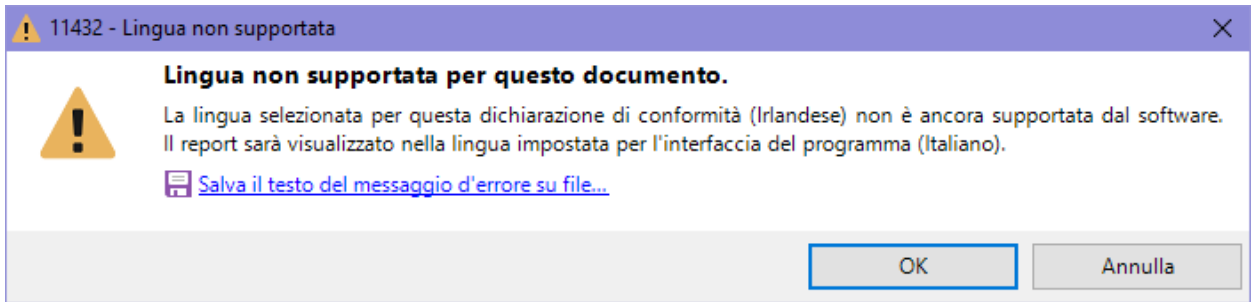 11432 - Lingua non supportata
Lingua non supportata per questo documento.
La lingua selezionata per questa dichiarazione di conformità (Irlandese) non è ancora supportata dal software.
Il report sarà visualizzato nella lingua impostata per l'interfaccia del programma (Italiano).
Salva il testo del messaggio d'errore su file...
OK
Annulla